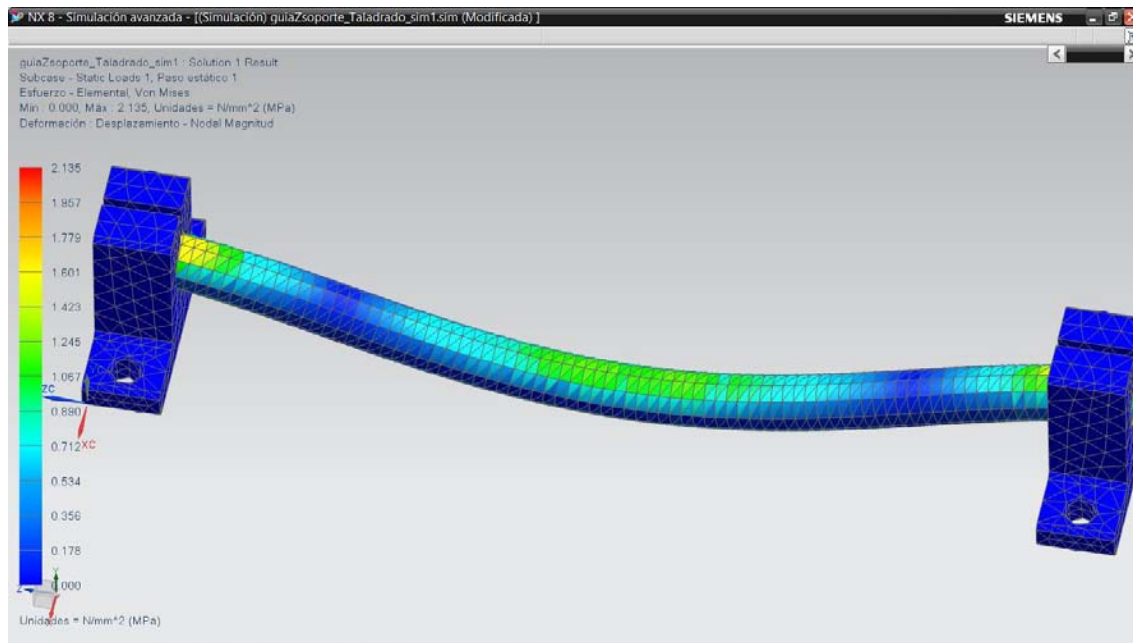 NX 8 - Simulación avanzada - [(Simulación) guiaZsoporte_Taladrado_sim1.sim (Modificada) ]
SIEMENS
guiaZsoporte_Taladrado_sim1 : Solution 1 Result
Subcase - Static Loads 1, Paso estático 1
Esfuerzo - Elemental, Von Mises
Min : 0.000, Máx : 2.135, Unidades = N/mm^2 (MPa)
Deformación : Desplazamiento - Nodal Magnitud
2.135
1.957
1.779
1.601
1.423
1.245
1.067
ZC
0.890
0.712
XC
0.534
0.356
0.178
Y
Z
0.000
Unidades = N/mm^2 (MPa)